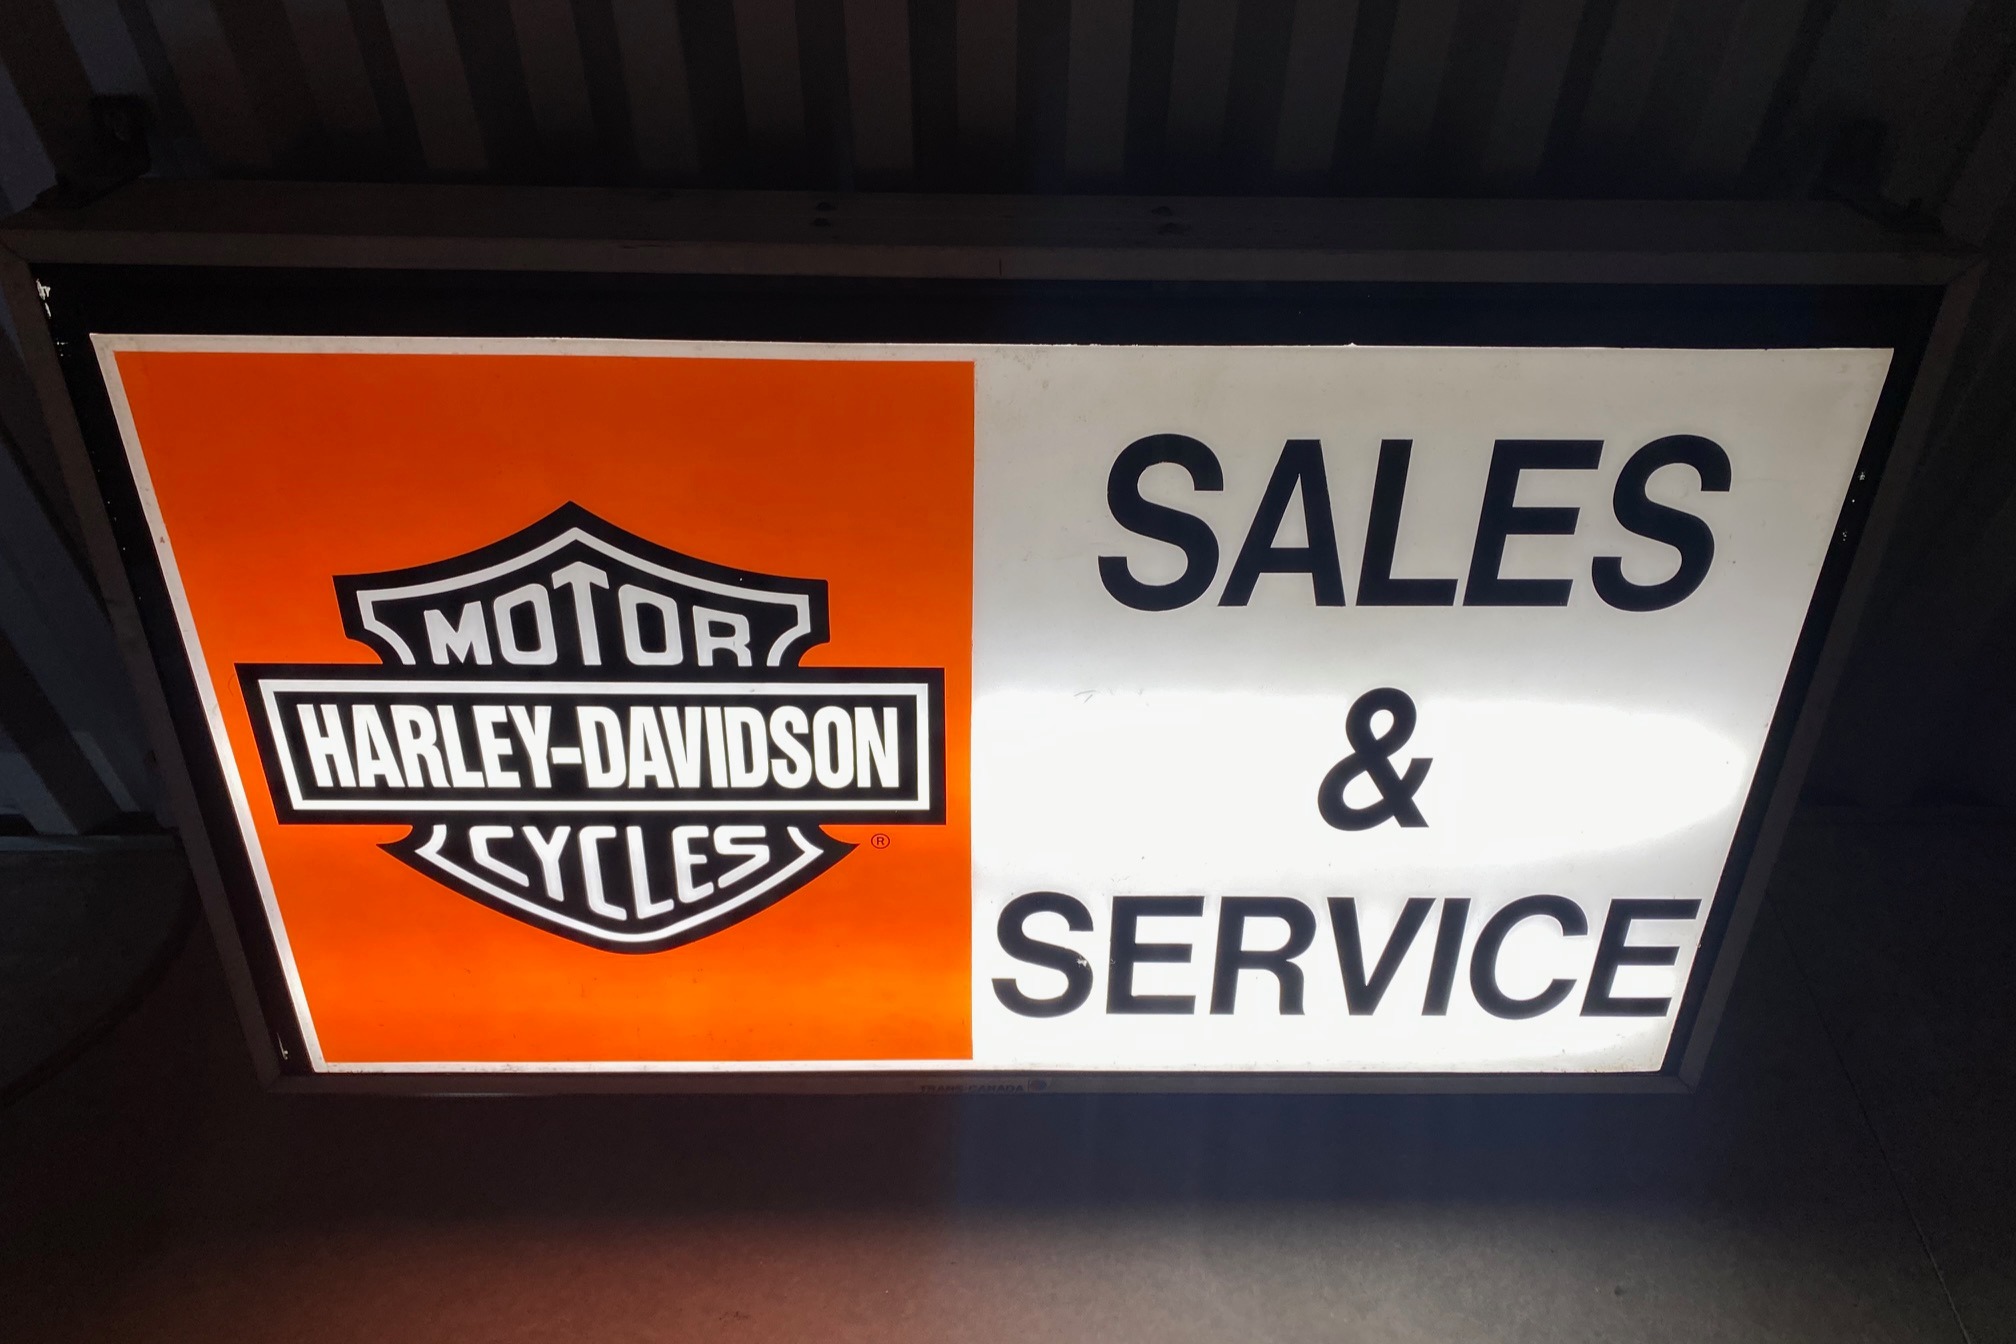 MOTOR
HARLEY-DAVIDSON
CYCLES
®
SALES
&
SERVICE
TRANS CANADA